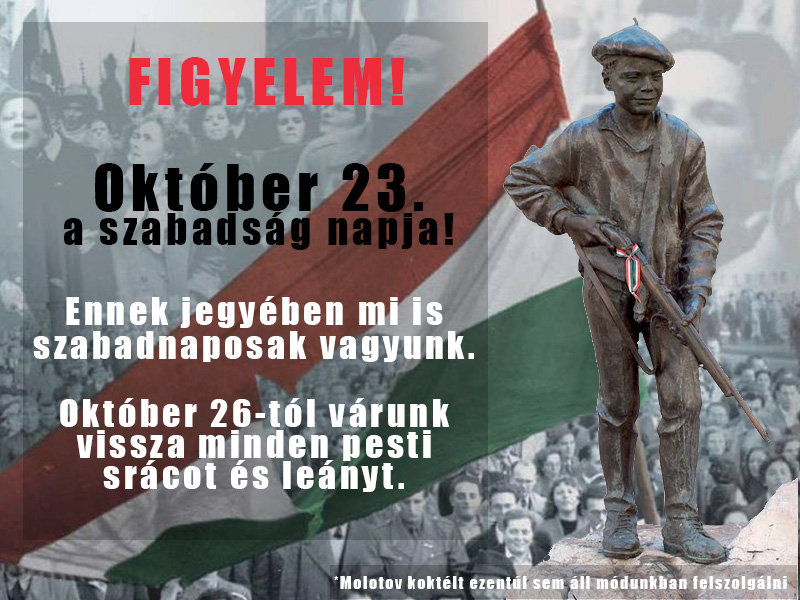 FIGYELEM!
Október 23.
a szabadság napja!
Ennek jegyében mi is
szabadnaposak vagyunk.
Október 26-tól várunk
vissza minden pesti
srácot és leányt.
*Molotov koktélt ezentúl sem áll módunkban felszolgálni